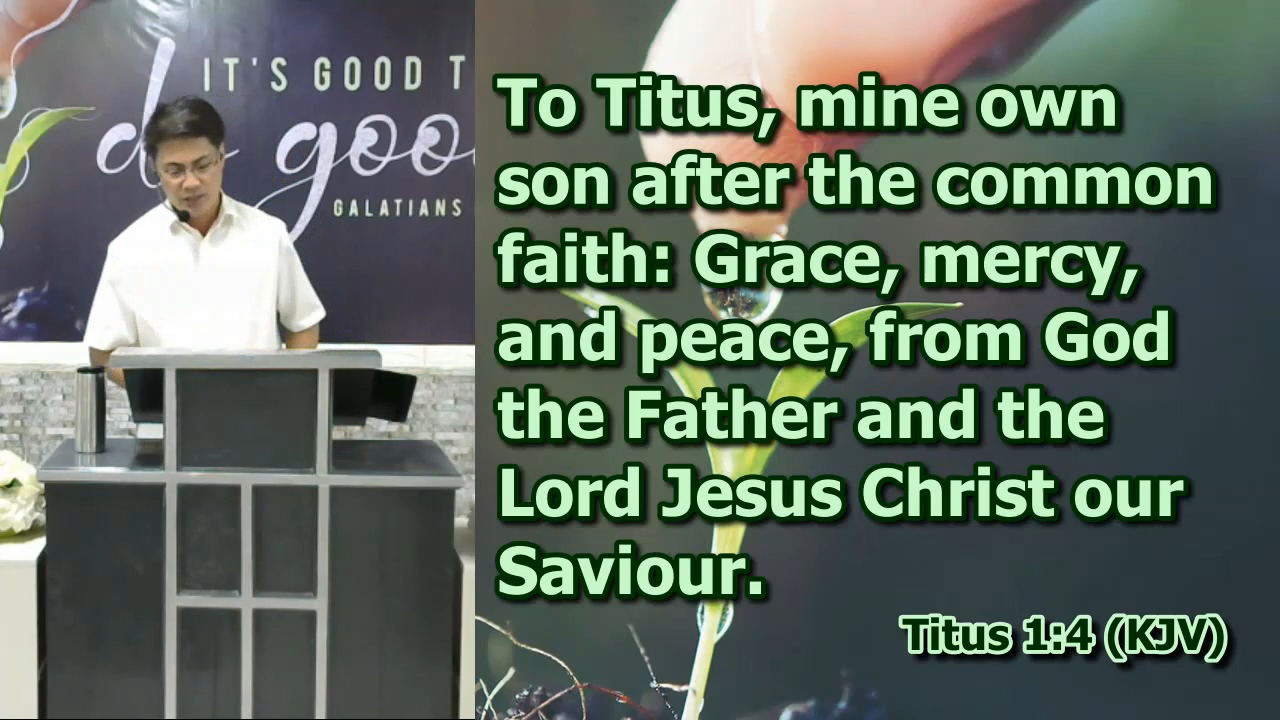 IT'S GOOD T
do goo
GALATIANS
To Titus, mine own
son after the common
faith: Grace, mercy,
and peace, from God
the Father and the
Lord Jesus Christ our
Saviour.
Titus 1:4 (KJV)